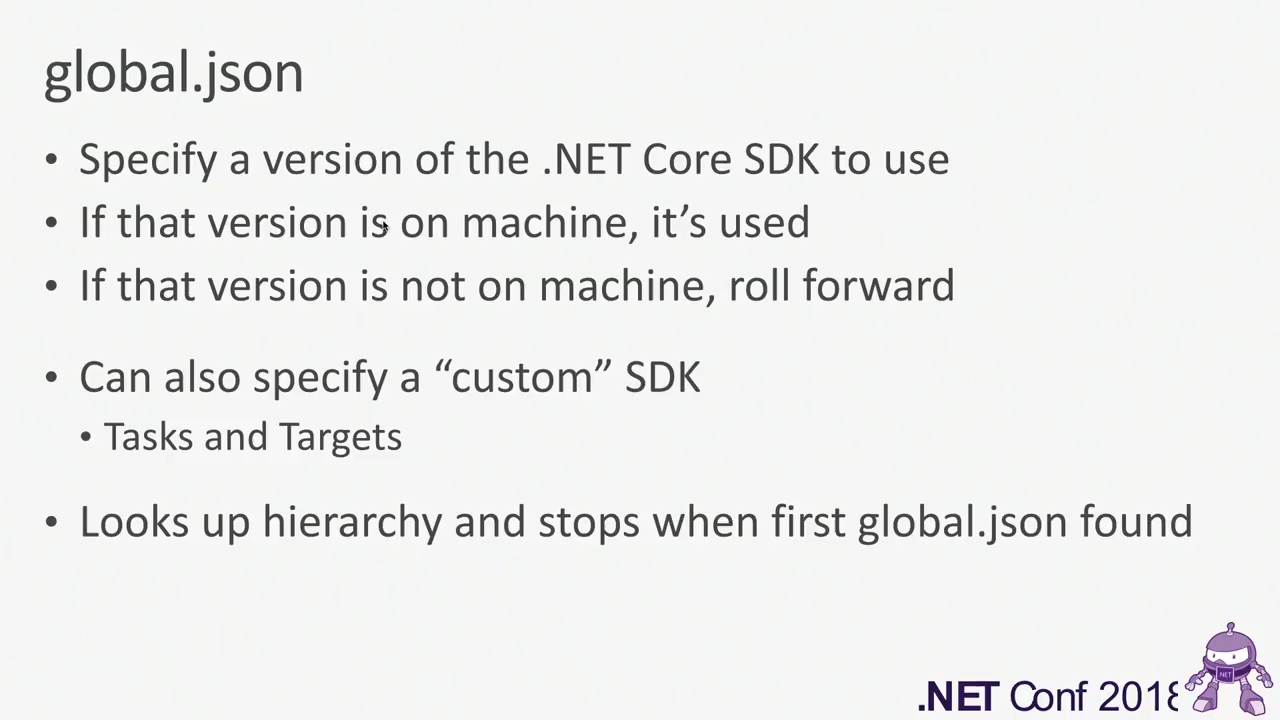 global.json
• Specify a version of the .NET Core SDK to use
• If that version is on machine, it’s used
• If that version is not on machine, roll forward
• Can also specify a “custom” SDK
• Tasks and Targets
• Looks up hierarchy and stops when first global.json found
.NET Conf 2018
.NET